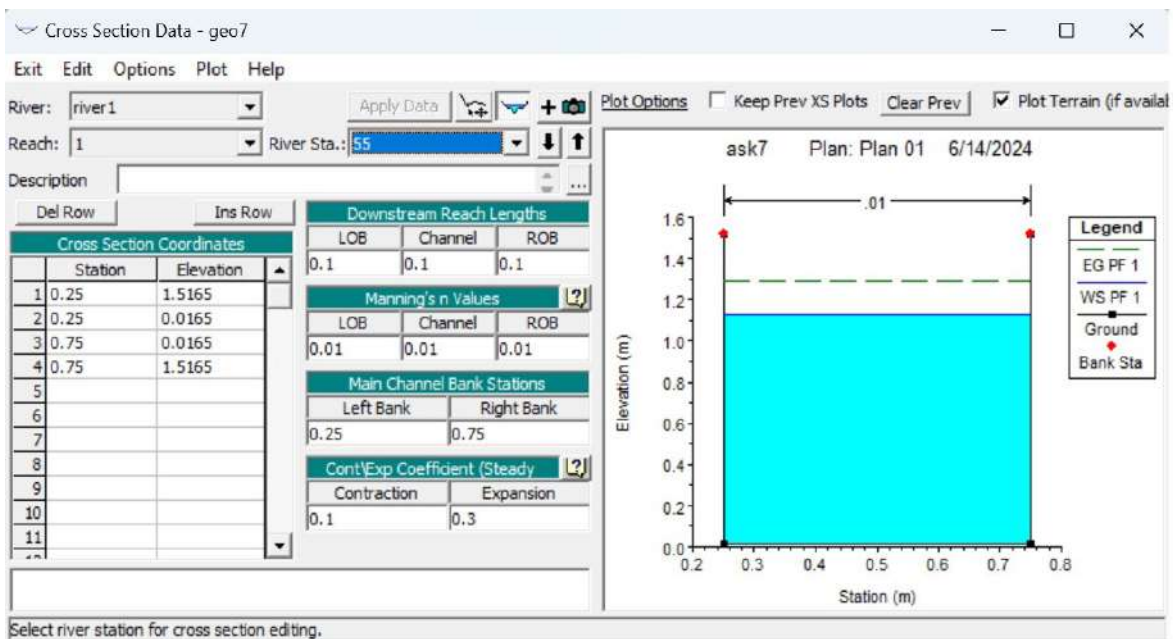 Cross Section Data - geo7
Exit Edit Options Plot Help
River: river1 Apply Data
Reach: 1 River Sta.: 55
Description ...
Del Row Ins Row
Cross Section Coordinates
Station Elevation
1 0.25 1.5165
2 0.25 0.0165
3 0.75 0.0165
4 0.75 1.5165
5
6
7
8
9
10
11
Downstream Reach Lengths
LOB Channel ROB
0.1 0.1 0.1
Manning's n Values
LOB Channel ROB
0.01 0.01 0.01
Main Channel Bank Stations
Left Bank Right Bank
0.25 0.75
Cont\Exp Coefficient (Steady
Contraction Expansion
0.1 0.3
Select river station for cross section editing.
Plot Options Keep Prev XS Plots Clear Prev Plot Terrain (if availal
ask7 Plan: Plan 01 6/14/2024
.01
1.6
1.4
1.2
1.0
0.8
0.6
0.4
0.2
0.0
Elevation (m)
0.2 0.3 0.4 0.5 0.6 0.7 0.8
Station (m)
Legend
EG PF 1
WS PF 1
Ground
Bank Sta